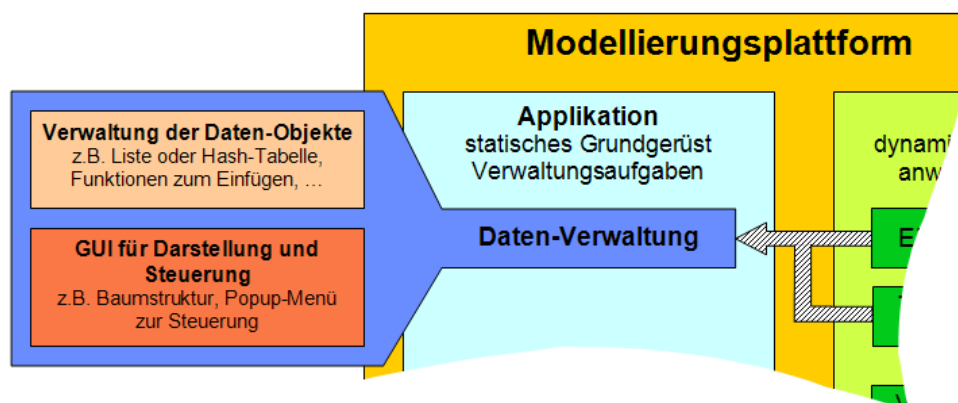 Modellierungsplattform
Verwaltung der Daten-Objekte
z.B. Liste oder Hash-Tabelle,
Funktionen zum Einfügen, …
GUI für Darstellung und
Steuerung
z.B. Baumstruktur, Popup-Menü
zur Steuerung
Applikation
statisches Grundgerüst
Verwaltungsaufgaben
Daten-Verwaltung